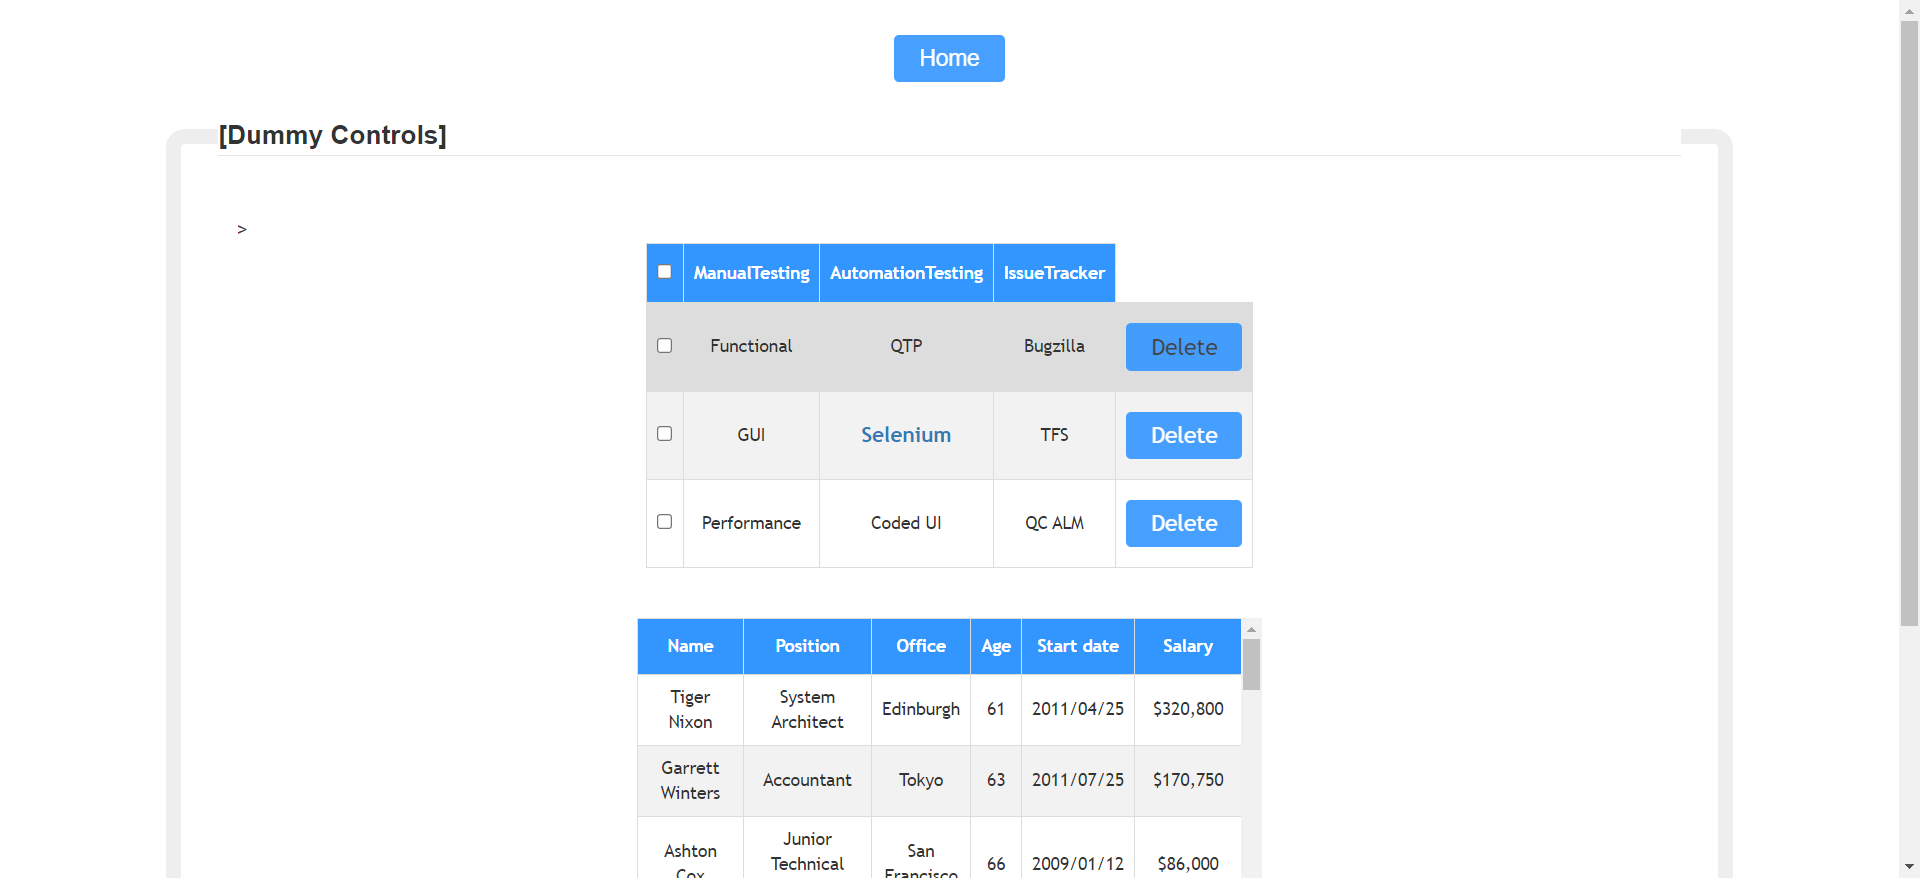 Home
[Dummy Controls]
>
ManualTesting AutomationTesting IssueTracker
Functional QTP Bugzilla Delete
GUI Selenium TFS Delete
Performance Coded UI QC ALM Delete
Name Position Office Age Start date Salary
Tiger Nixon System Architect Edinburgh 61 2011/04/25 $320,800
Garrett Winters Accountant Tokyo 63 2011/07/25 $170,750
Ashton Cox Junior Technical San Francisco 66 2009/01/12 $86,000